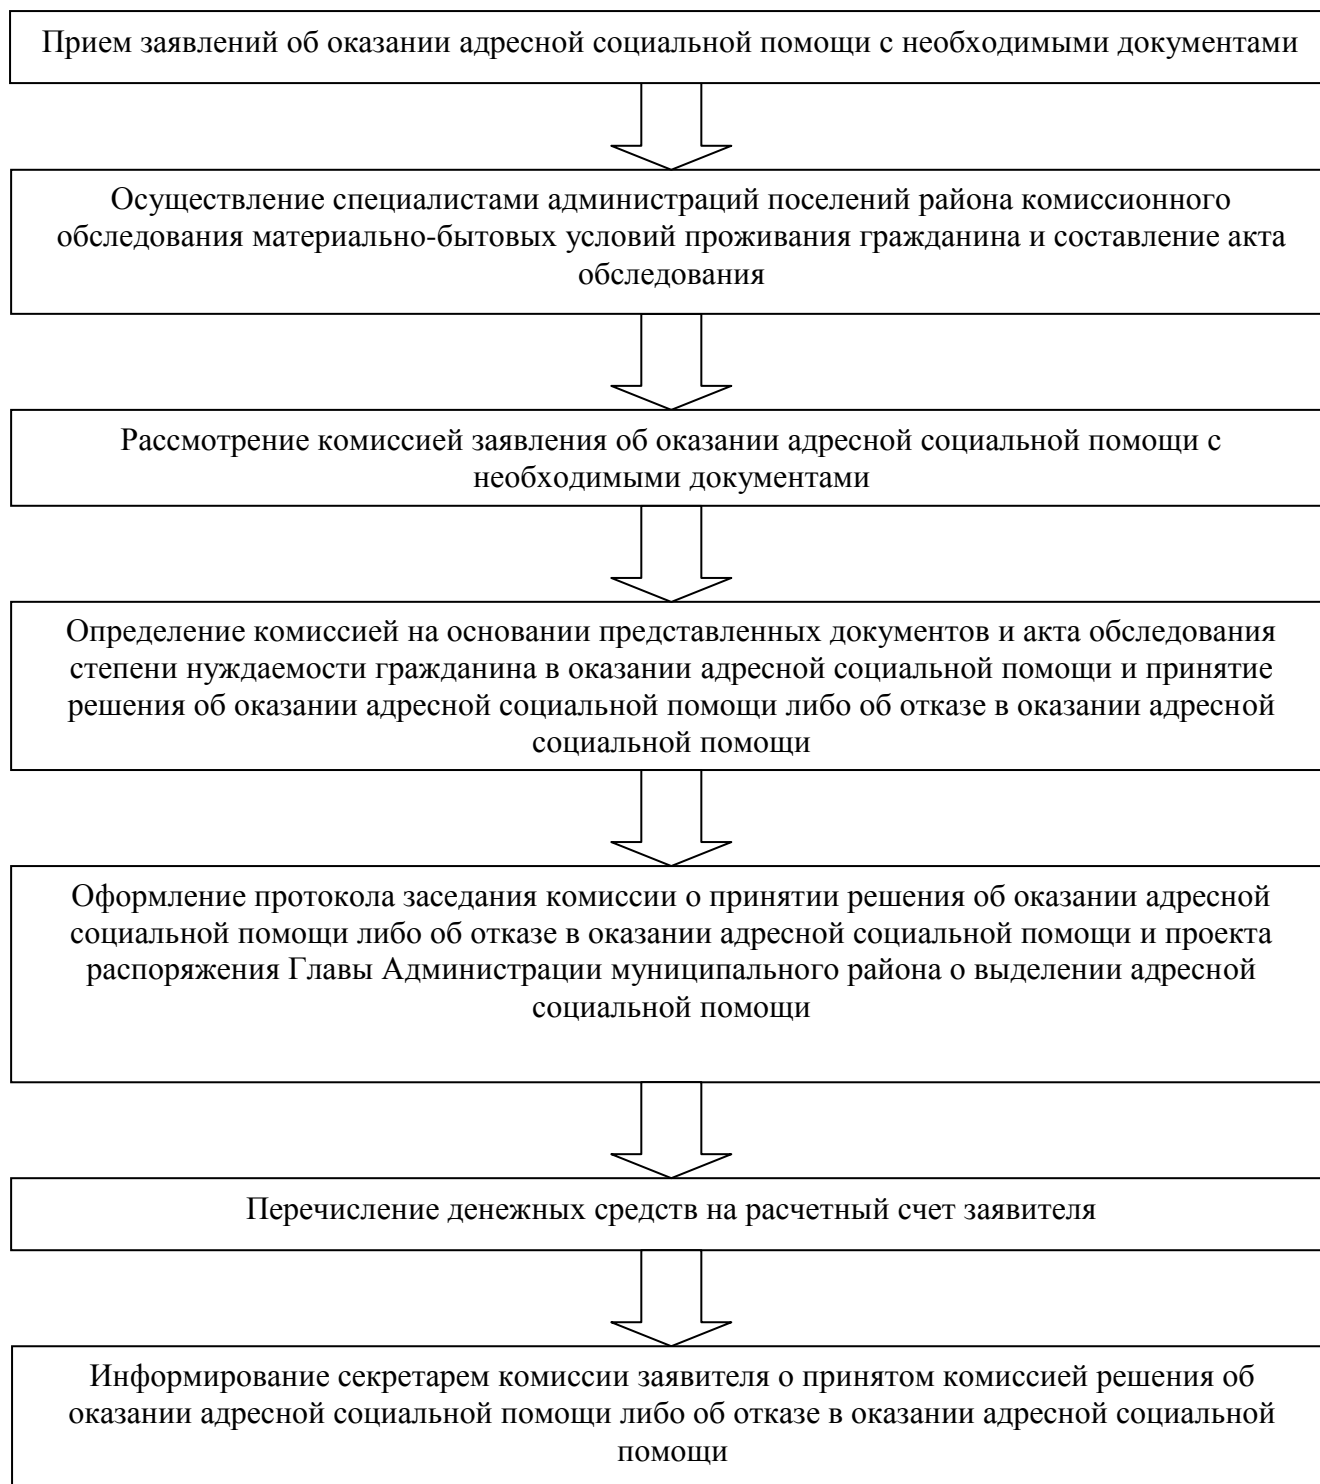 Прием заявлений об оказании адресной социальной помощи с необходимыми документами
Осуществление специалистами администраций поселений района комиссионного
обследования материально-бытовых условий проживания гражданина и составление акта
обследования
Рассмотрение комиссией заявления об оказании адресной социальной помощи с
необходимыми документами
Определение комиссией на основании представленных документов и акта обследования
степени нуждаемости гражданина в оказании адресной социальной помощи и принятие
решения об оказании адресной социальной помощи либо об отказе в оказании адресной
социальной помощи
Оформление протокола заседания комиссии о принятии решения об оказании адресной
социальной помощи либо об отказе в оказании адресной социальной помощи и проекта
распоряжения Главы Администрации муниципального района о выделении адресной
социальной помощи
Перечисление денежных средств на расчетный счет заявителя
Информирование секретарем комиссии заявителя о принятом комиссией решения об
оказании адресной социальной помощи либо об отказе в оказании адресной социальной
помощи